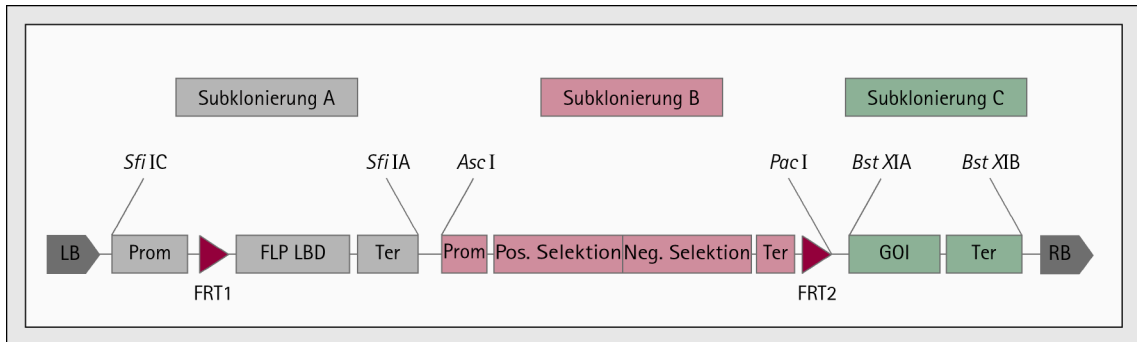 Subklonierung A Subklonierung B Subklonierung C
Sfi IC Sfi IA Asc I Pac I Bst XIA Bst XIB
LB Prom FLP LBD Ter Prom Pos. Selektion Neg. Selektion Ter GOI Ter RB
FRT1 FRT2